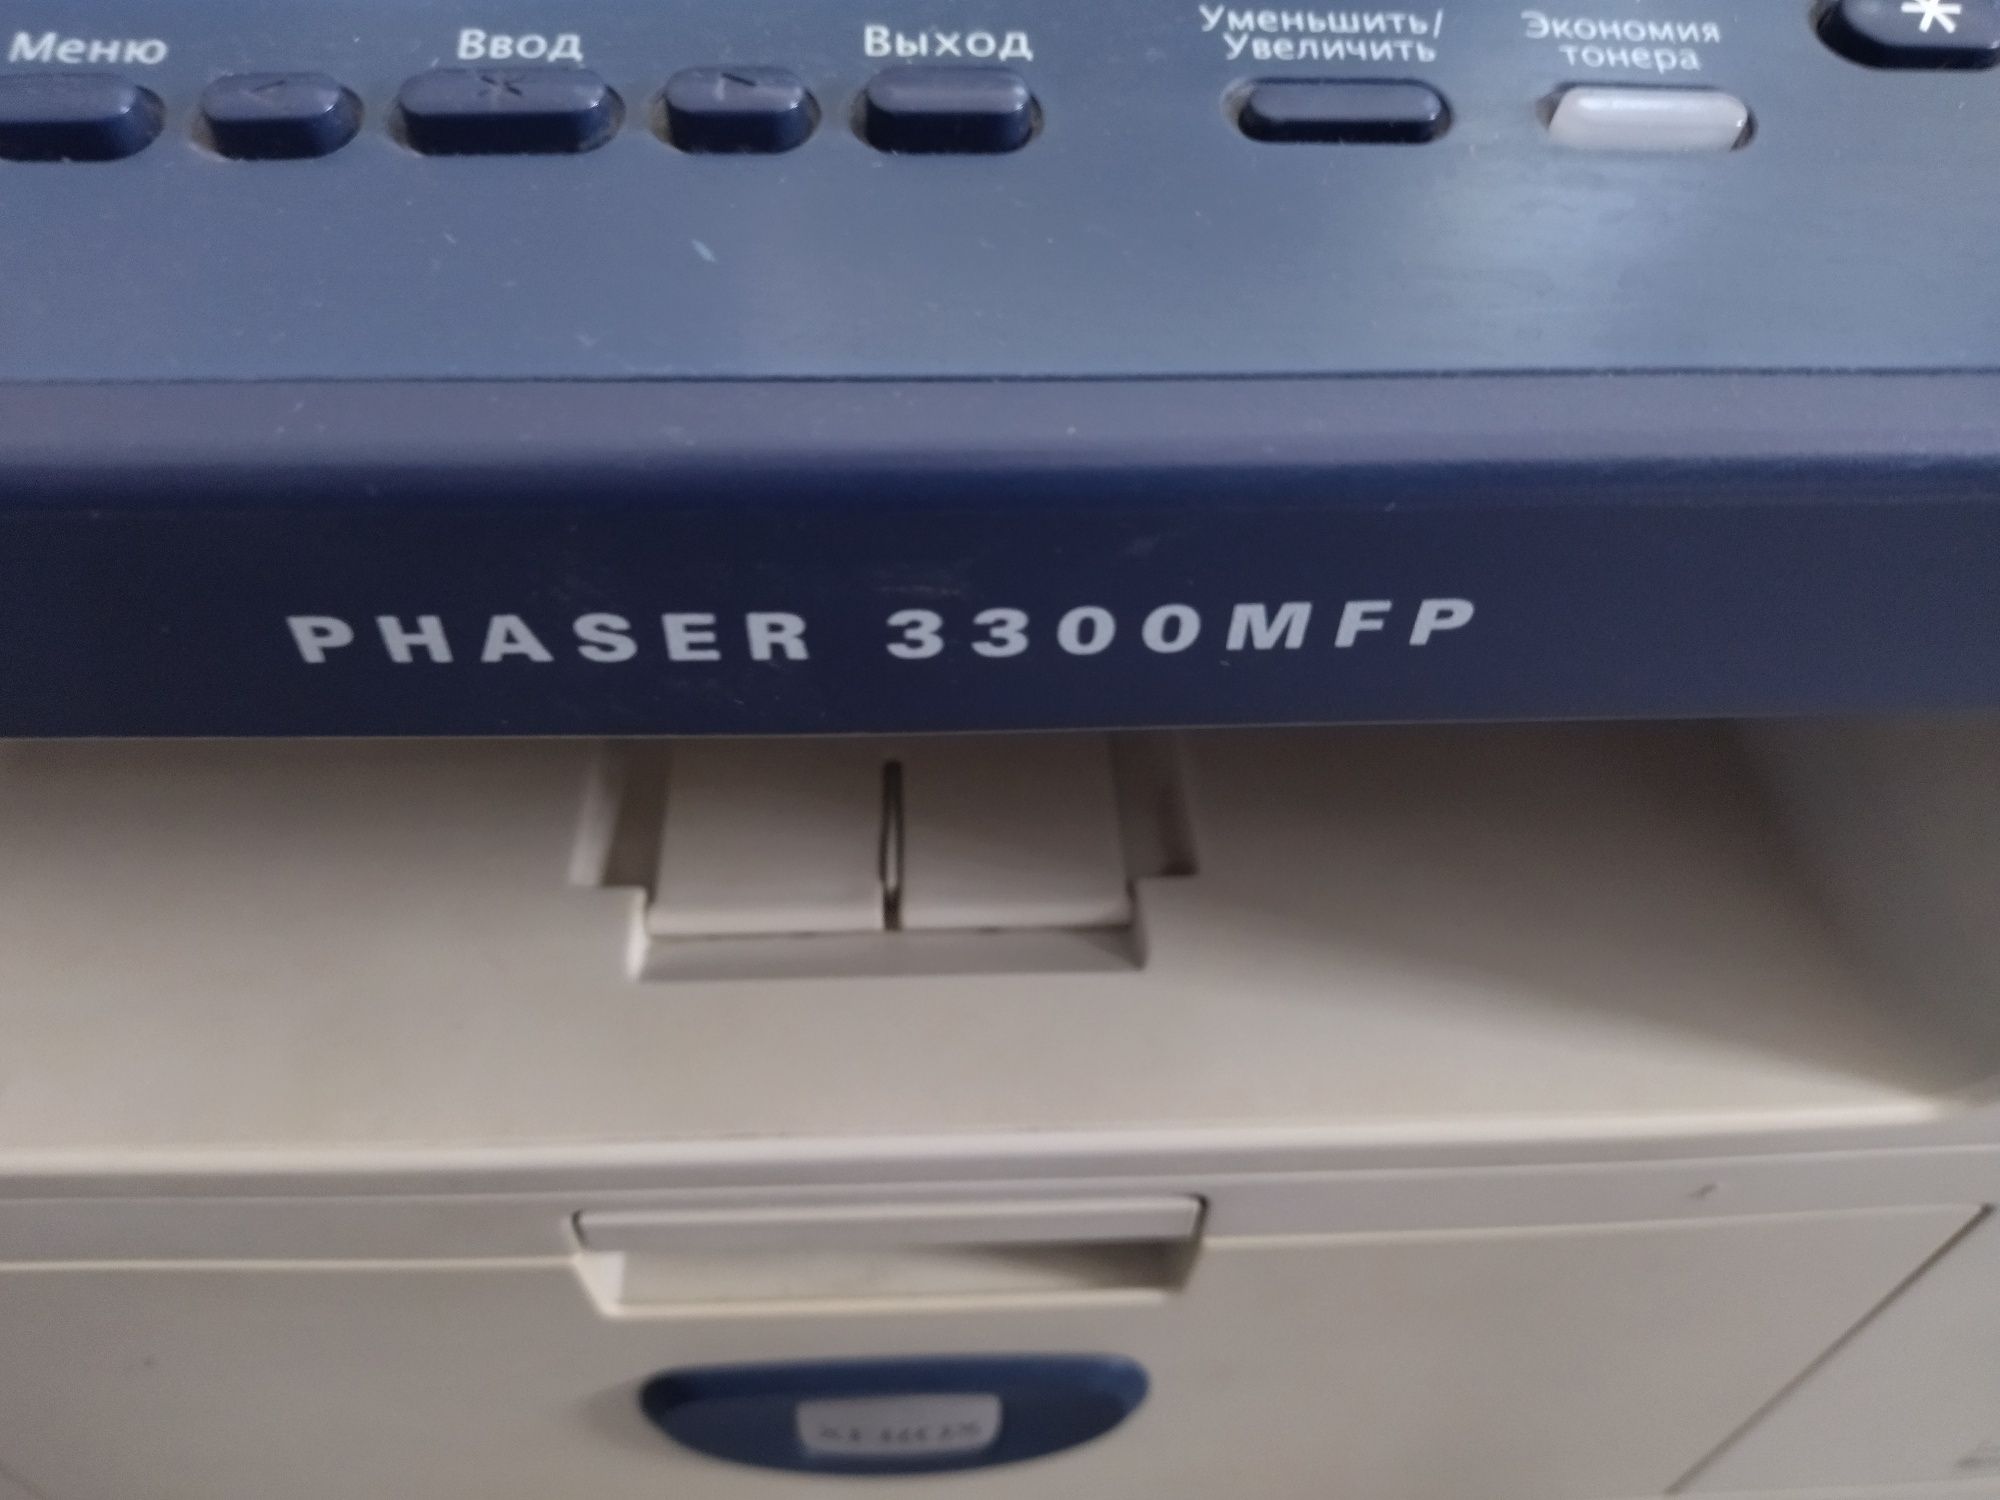 Меню
Ввод
Выход
Уменьшить/
Увеличить
Экономия
тонера
*
PHASER 3300MFP